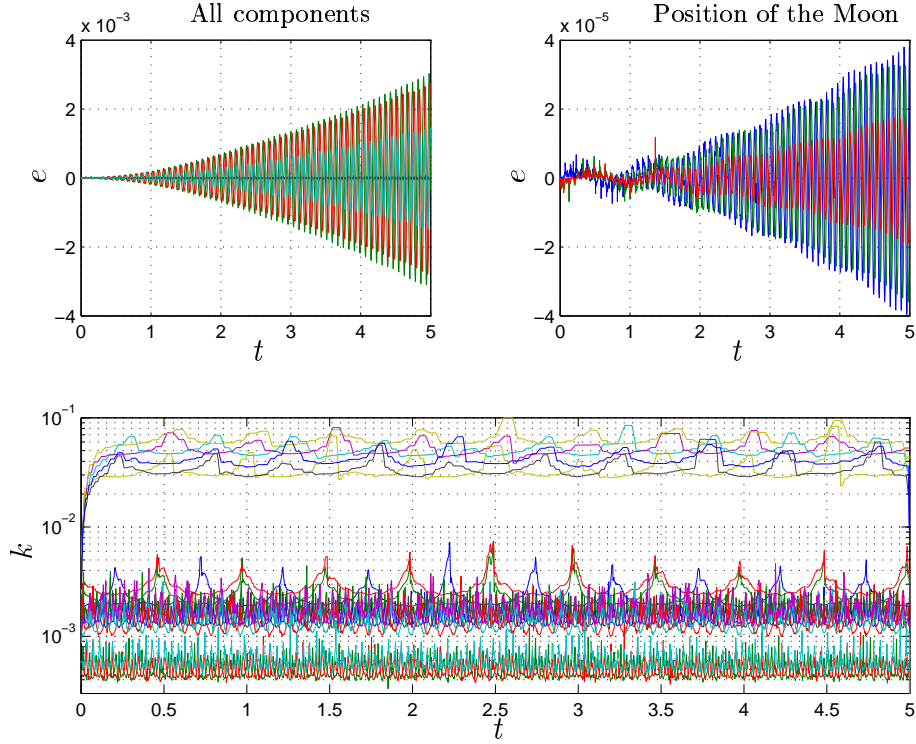 All components
Position of the Moon
4 x 10^-3
2
0
−2
−4
e
0 1 2 3 4 5
t
4 x 10^-5
2
0
−2
−4
e
0 1 2 3 4 5
t
10^-1
10^-2
10^-3
k
0 0.5 1 1.5 2 2.5 3 3.5 4 4.5 5
t